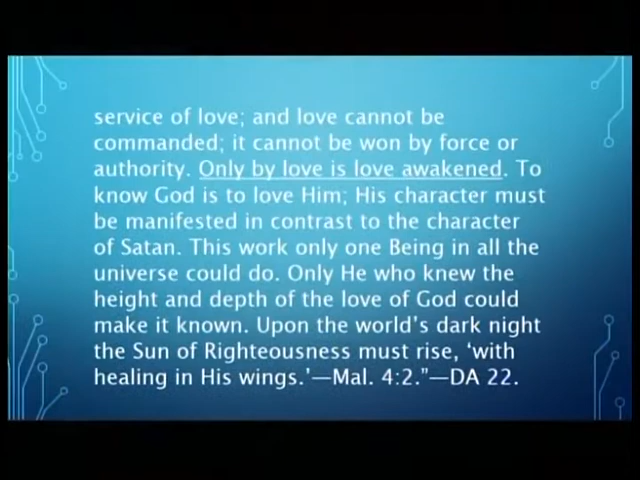 service of love; and love cannot be
commanded; it cannot be won by force or
authority. Only by love is love awakened. To
know God is to love Him; His character must
be manifested in contrast to the character
of Satan. This work only one Being in all the
universe could do. Only He who knew the
height and depth of the love of God could
make it known. Upon the world’s dark night
the Sun of Righteousness must rise, ‘with
healing in His wings.’—Mal. 4:2.”—DA 22.